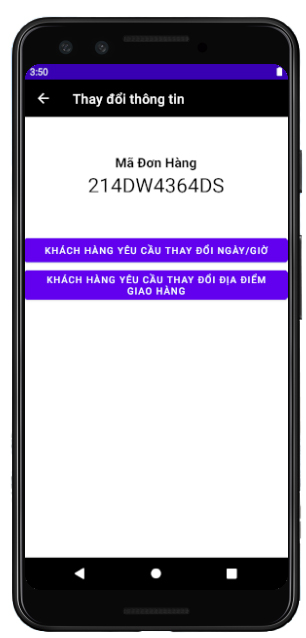 3:50
Thay đổi thông tin
Mã Đơn Hàng
214DW4364DS
KHÁCH HÀNG YÊU CẦU THAY ĐỔI NGÀY/GIỜ
KHÁCH HÀNG YÊU CẦU THAY ĐỔI ĐỊA ĐIỂM
GIAO HÀNG